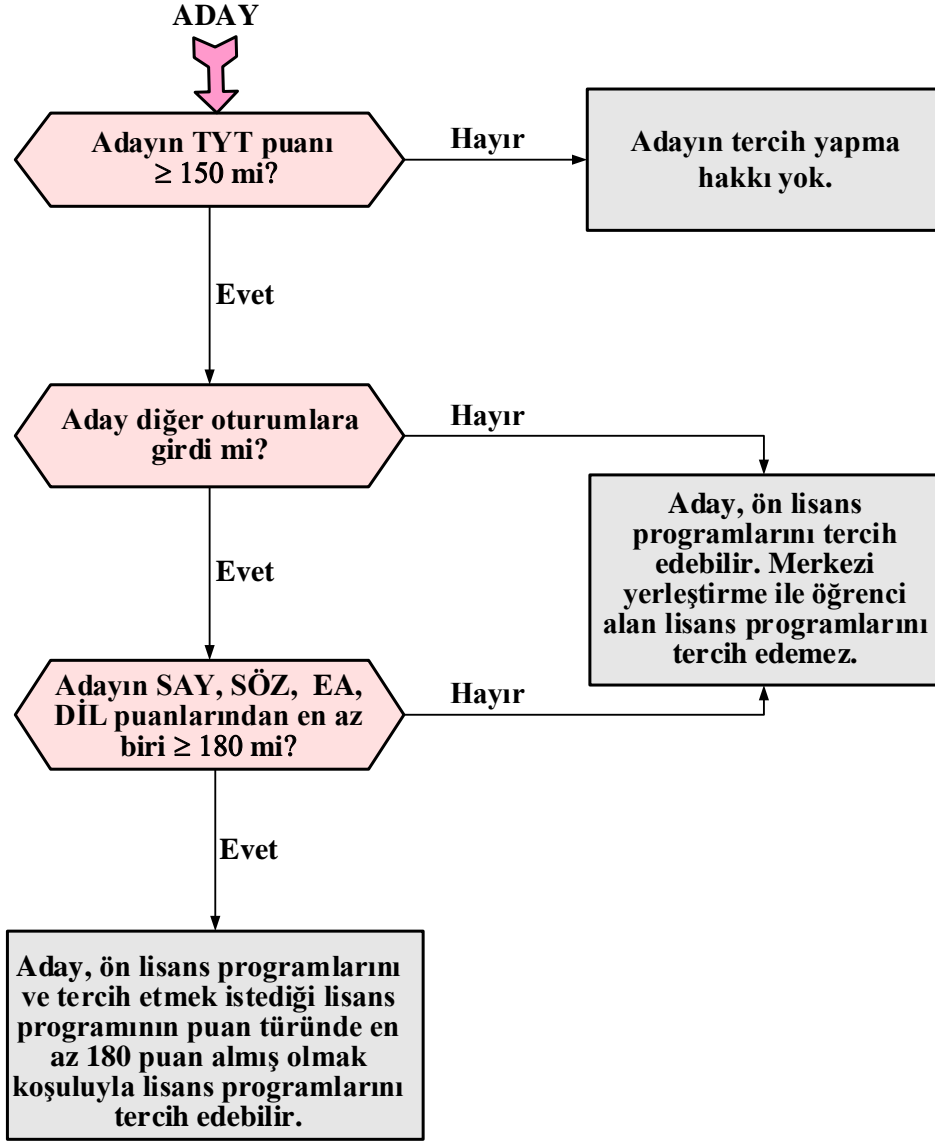 ADAY
Adayın TYT puanı
≥ 150 mi?
Hayır
Adayın tercih yapma
hakkı yok.
Evet
Aday diğer oturumlara
girdi mi?
Hayır
Aday, ön lisans
programlarını tercih
edebilir. Merkezi
yerleştirme ile öğrenci
alan lisans programlarını
tercih edemez.
Evet
Adayın SAY, SÖZ, EA,
DİL puanlarından en az
biri ≥ 180 mi?
Hayır
Evet
Aday, ön lisans programlarını
ve tercih etmek istediği lisans
programının puan türünde en
az 180 puan almış olmak
koşuluyla lisans programlarını
tercih edebilir.